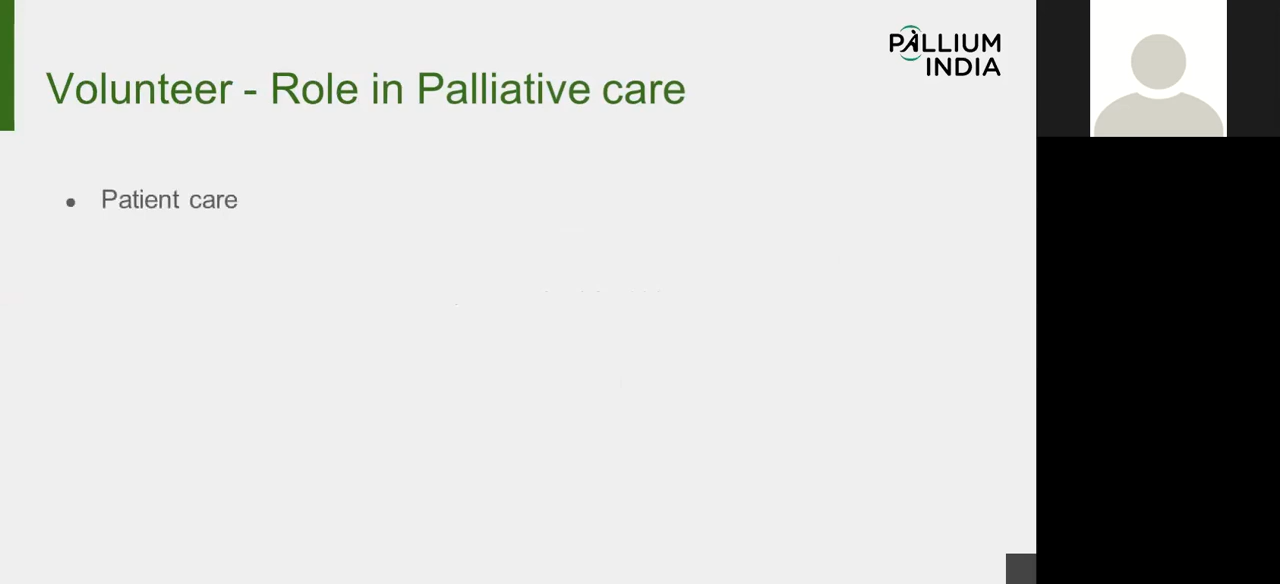 PALLIUM
INDIA
Volunteer - Role in Palliative care
• Patient care